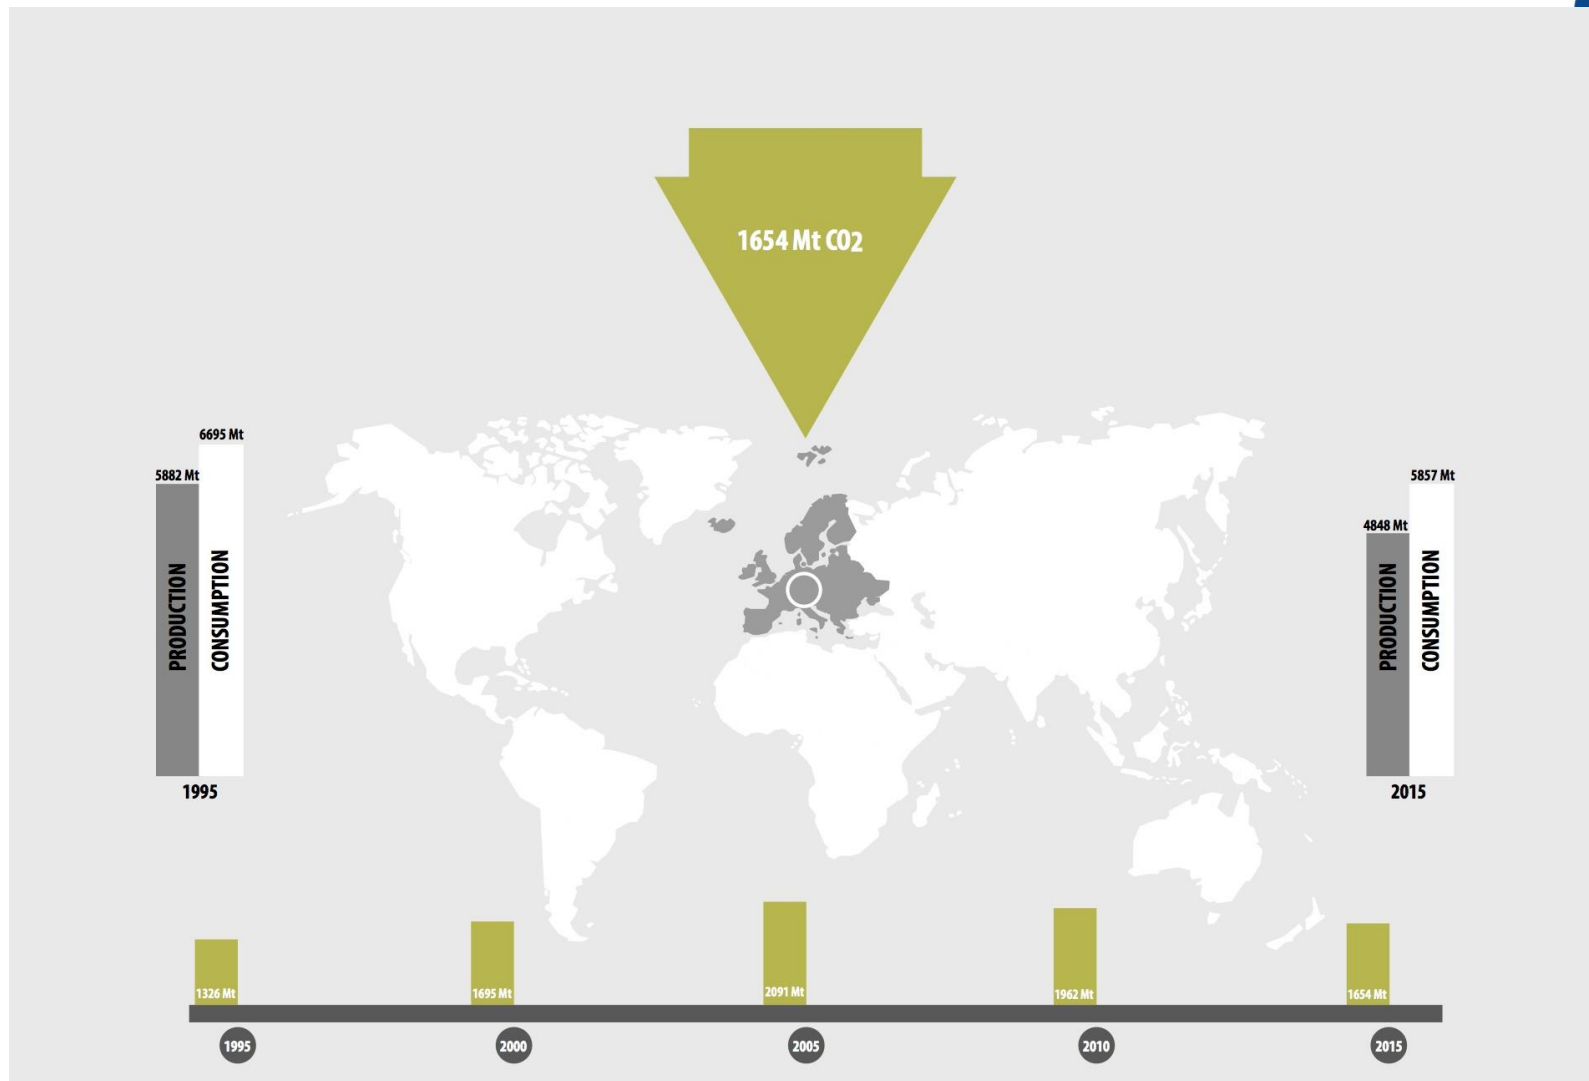 1654 Mt CO2
6695 Mt
5882 Mt
PRODUCTION
CONSUMPTION
1995
5857 Mt
4848 Mt
PRODUCTION
CONSUMPTION
2015
1326 Mt
1695 Mt
2091 Mt
1962 Mt
1654 Mt
1995
2000
2005
2010
2015